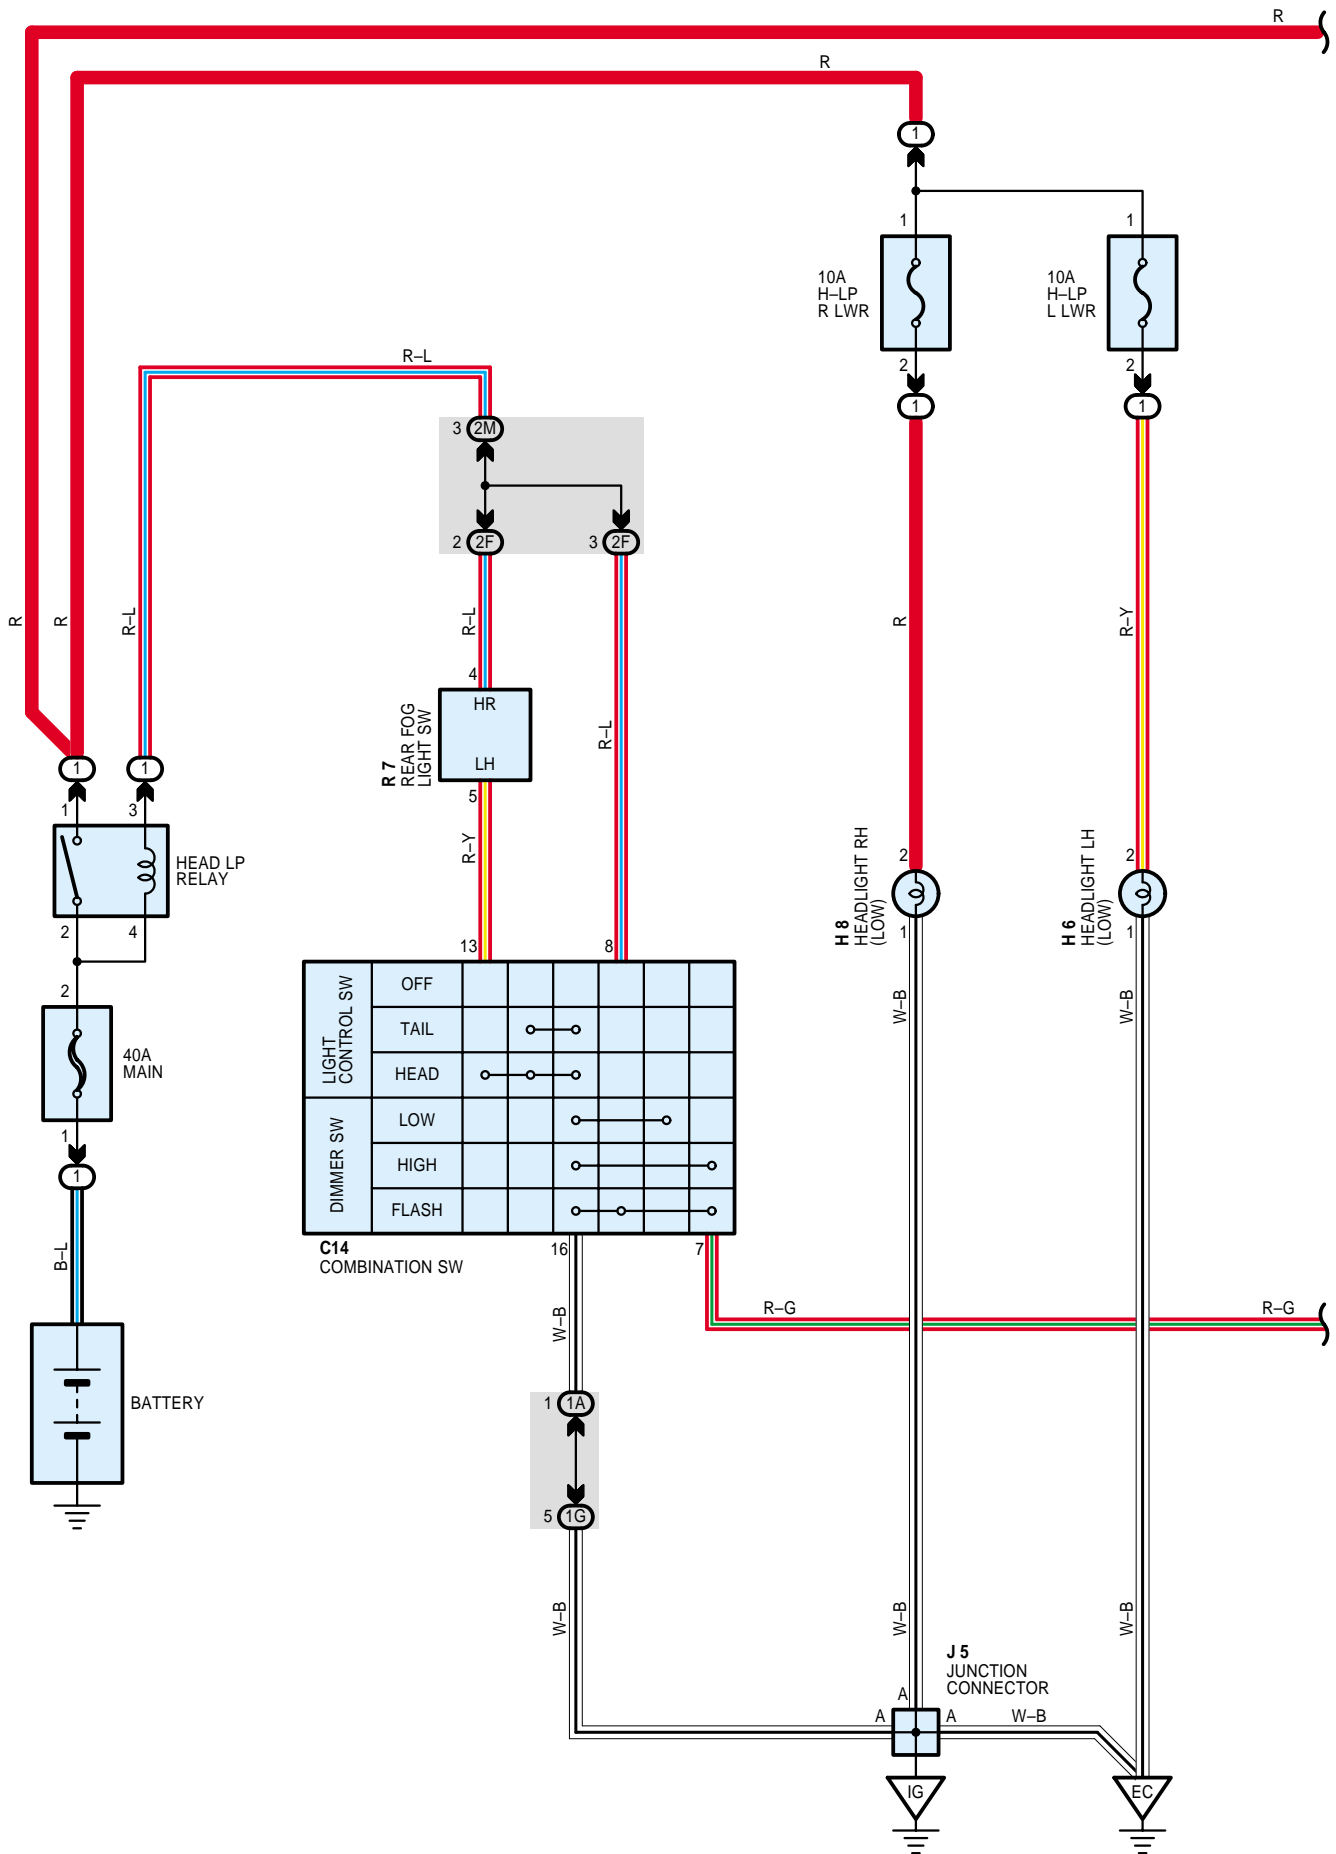 R
R
1
1
1
10A
H–LP
R LWR
10A
H–LP
L LWR
2
2
1
1
R–L
3 2M
2 2F
3 2F
R
R
R–L
R–L
R
R–Y
4
HR
LH
R 7
REAR FOG
LIGHT SW
5
R–L
R–Y
1
1
1
3
HEAD LP
RELAY
2
4
2
2
H 8
HEADLIGHT RH
(LOW)
H 6
HEADLIGHT LH
(LOW)
1
1
13
8
2
40A
MAIN
1
1
LIGHT
CONTROL SW
OFF
TAIL
HEAD
DIMMER SW
LOW
HIGH
FLASH
W–B
W–B
C14
COMBINATION SW
16
7
B–L
W–B
R–G
R–G
BATTERY
1 1A
5 1G
W–B
W–B
W–B
J 5
JUNCTION
CONNECTOR
A
A
A
W–B
IG
EC